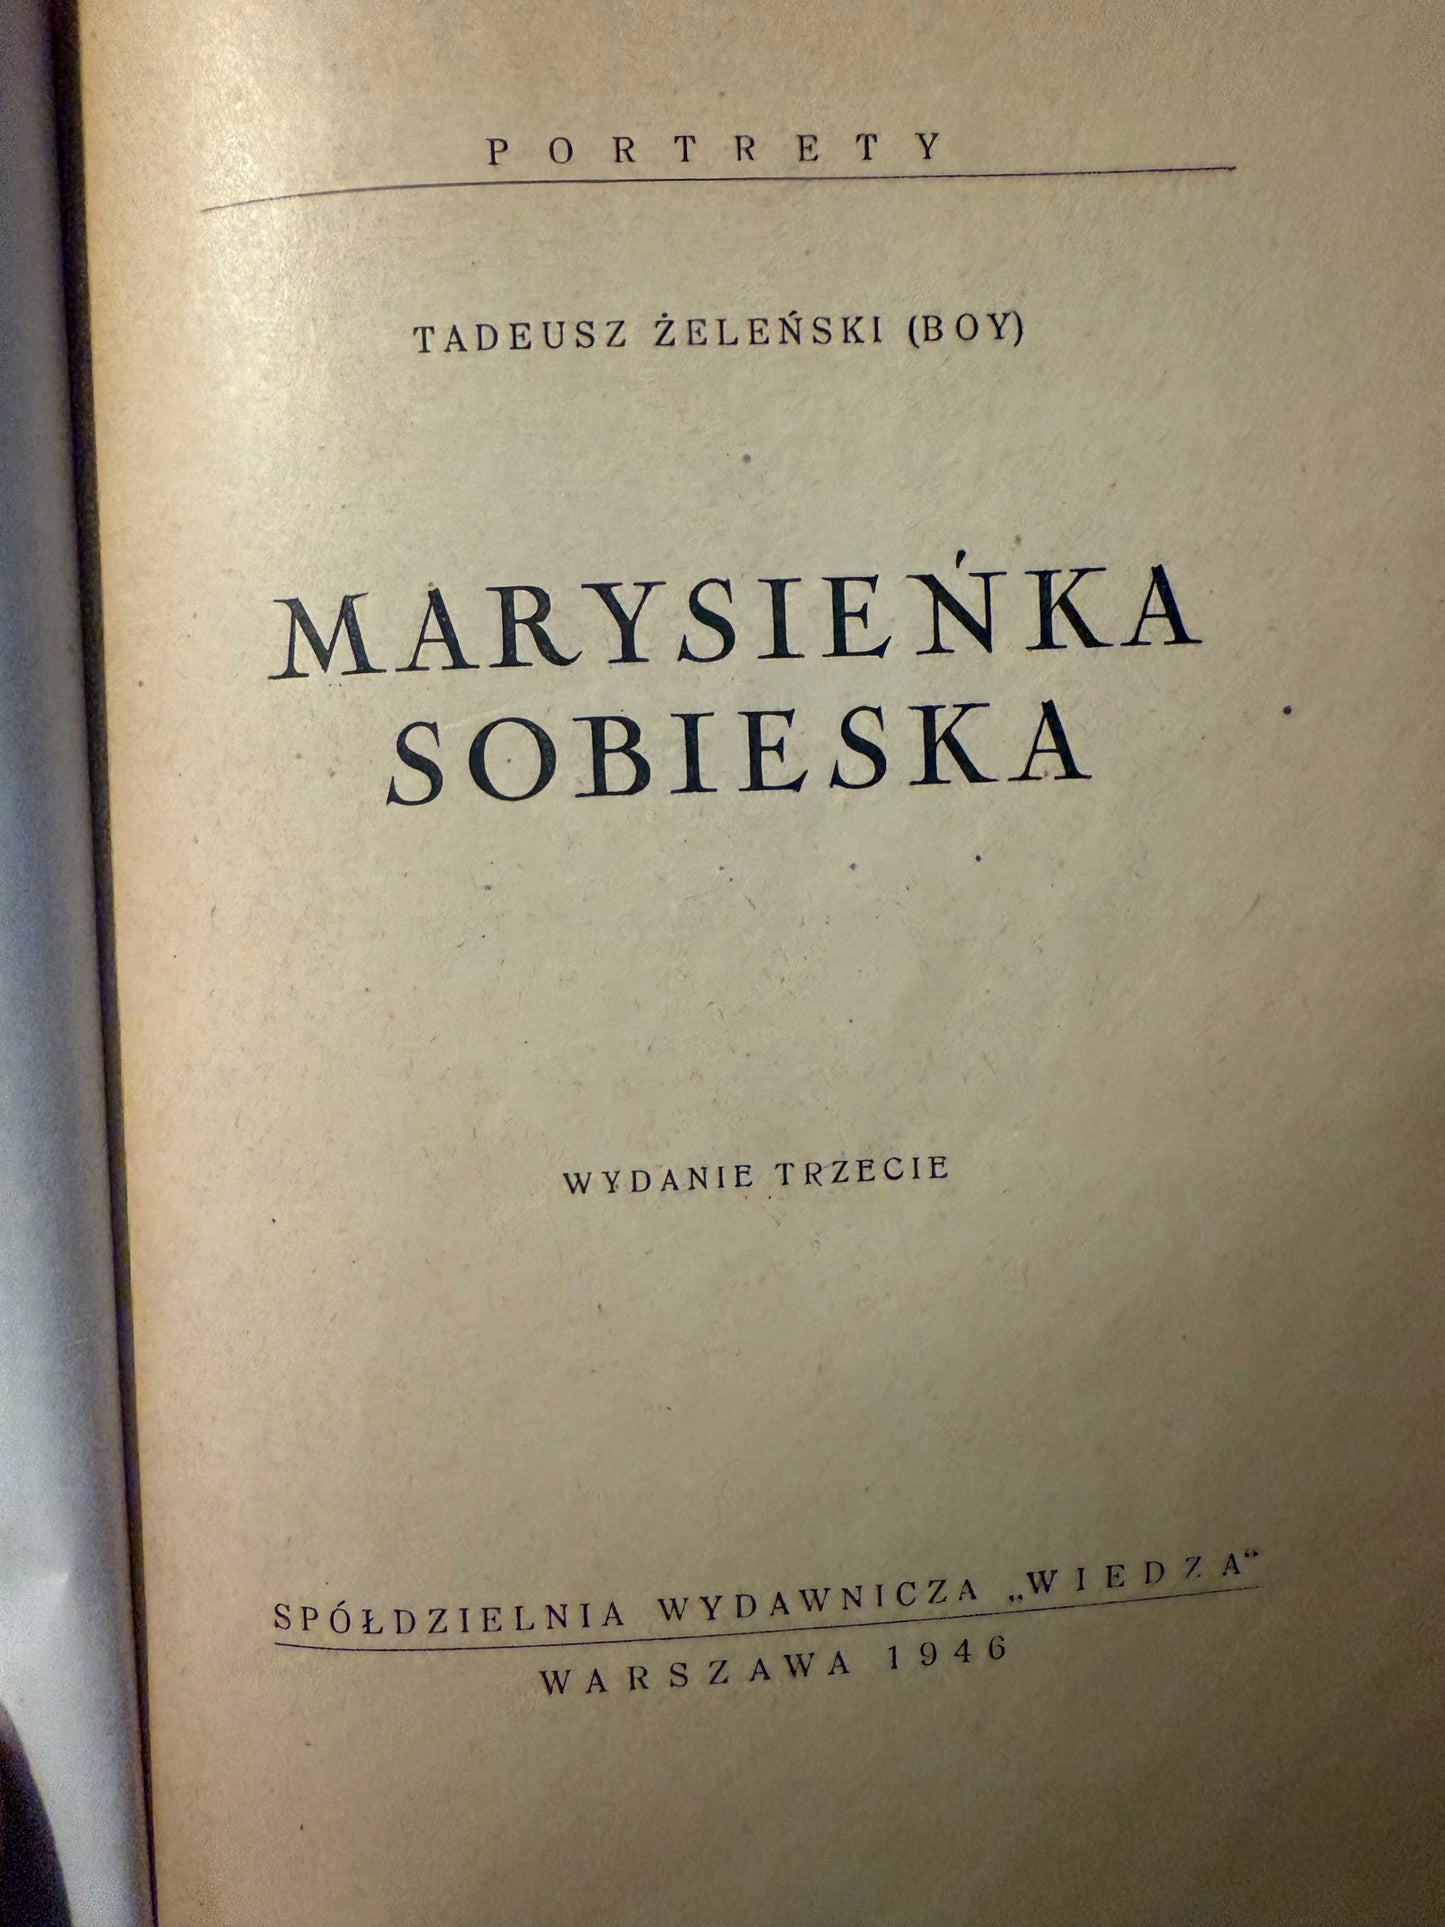 PORTRETY
TADEUSZ ŻELEŃSKI (BOY)
MARYSIEŃKA
SOBIESKA
WYDANIE TRZECIE
SPÓŁDZIELNIA WYDAWNICZA „WIEDZA“
WARSZAWA 1946